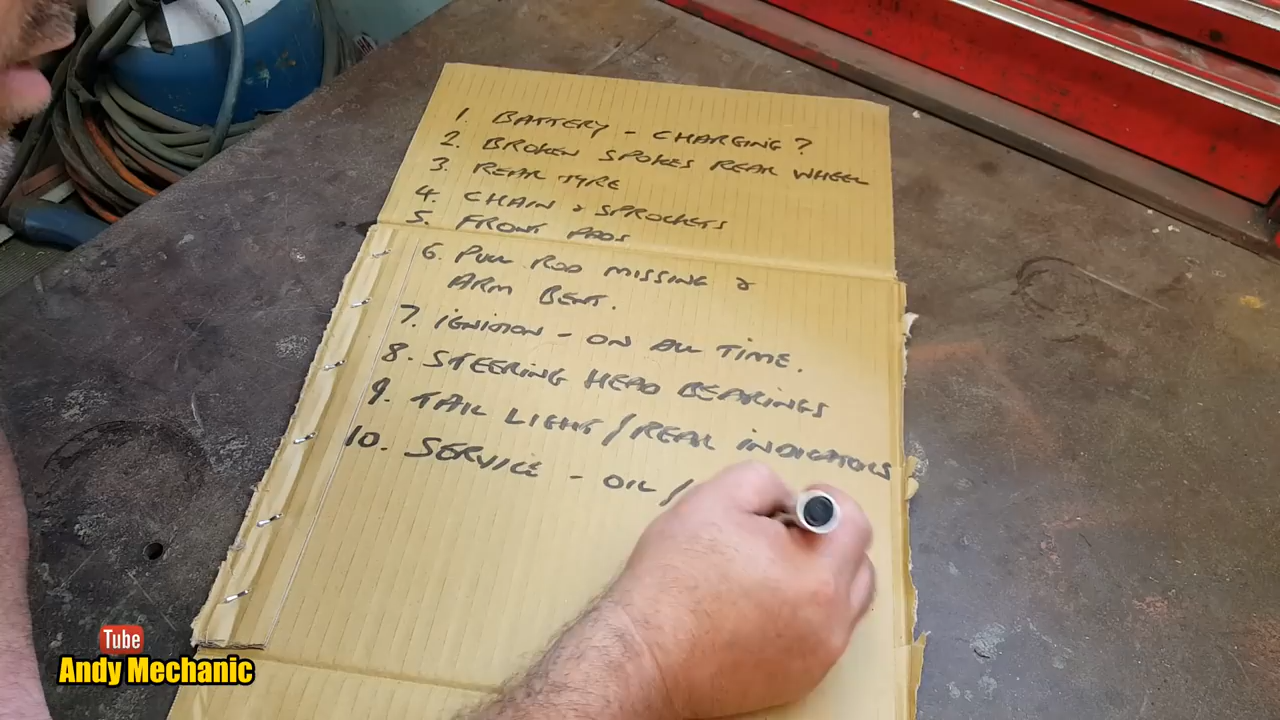 1. BATTERY - CHARGING?
2. BROKEN SPOKES REAR WHEEL
3. REAR TYRE
4. CHAIN & SPROCKETS
5. FRONT PADS
6. PULL ROD MISSING &
ARM BENT.
7. IGNITION - ON ALL TIME.
8. STEERING HEAD BEARINGS
9. TAIL LIGHT/REAR INDICATORS
10. SERVICE - OIL /
Tube
Andy Mechanic